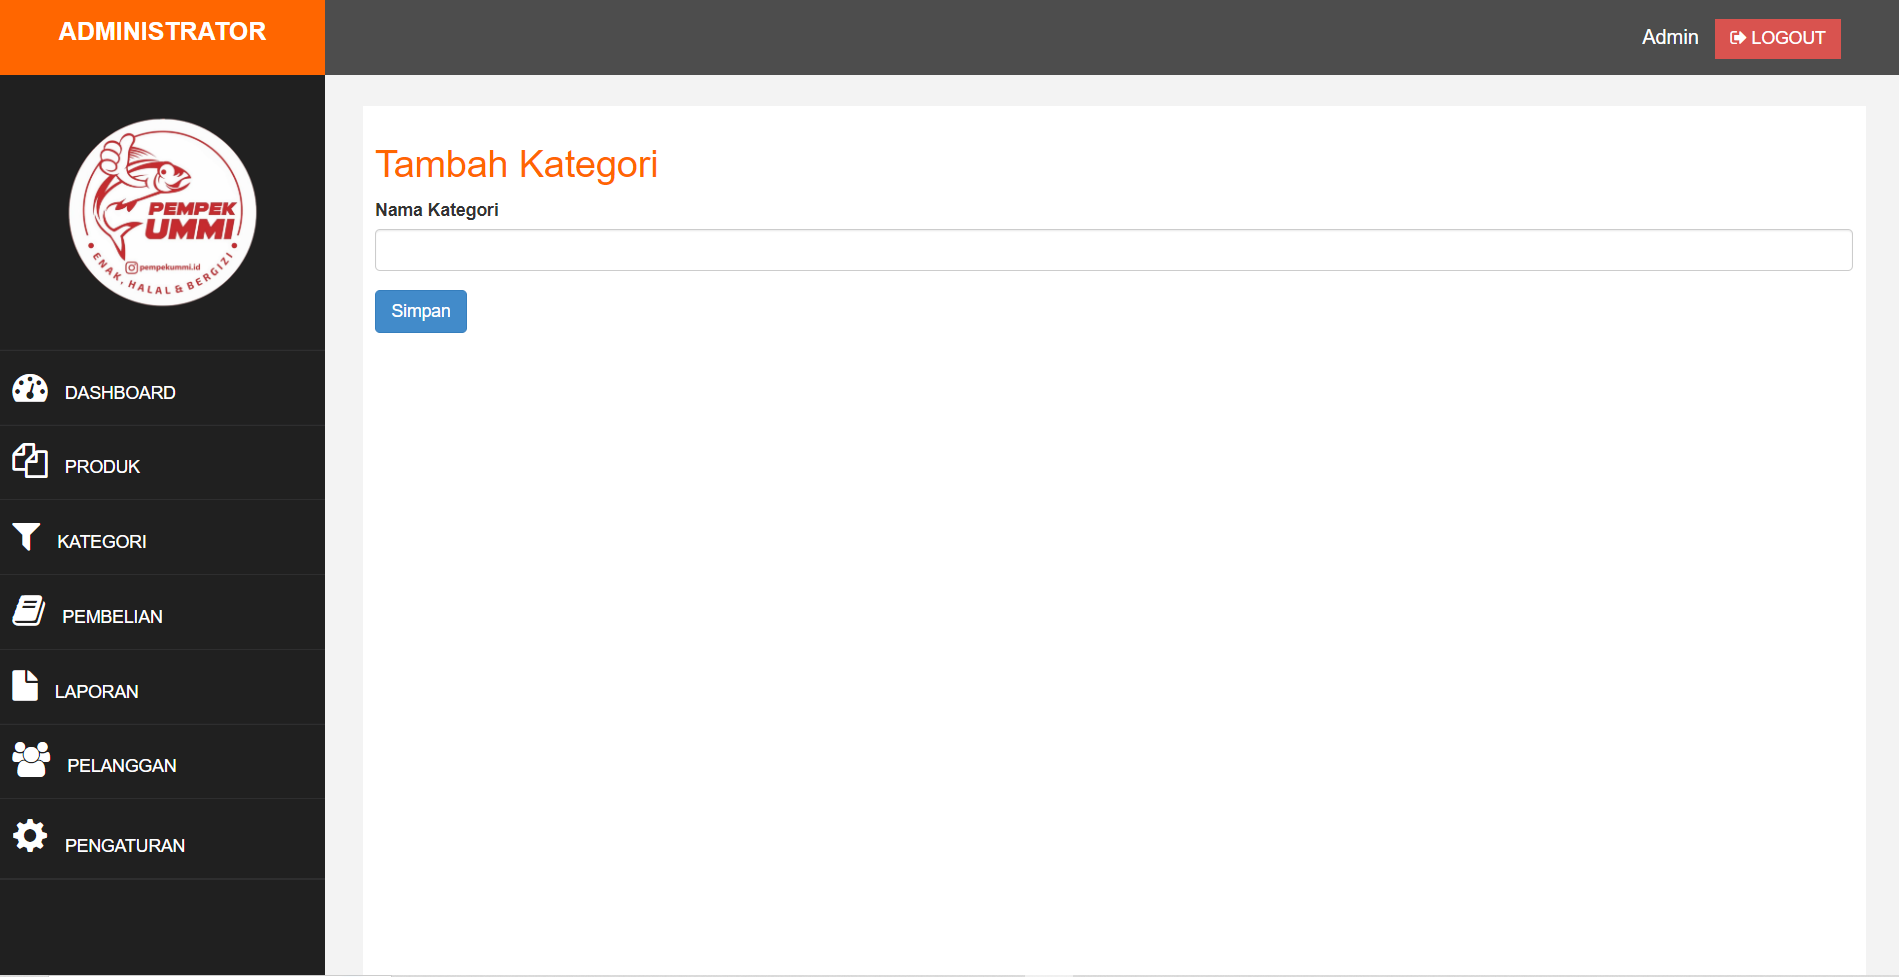 ADMINISTRATOR
Admin
LOGOUT
PEMPEK
UMMI
pempekummi.id
• ENAK, HALAL & BERGIZI •
DASHBOARD
PRODUK
KATEGORI
PEMBELIAN
LAPORAN
PELANGGAN
PENGATURAN
Tambah Kategori
Nama Kategori
Simpan